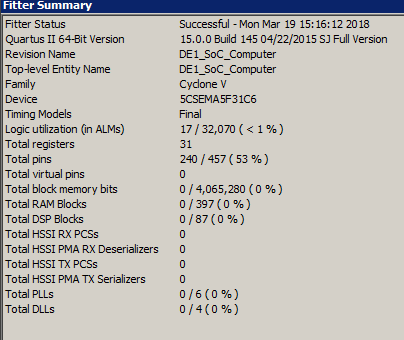 Fitter Summary
Fitter Status Successful - Mon Mar 19 15:16:12 2018
Quartus II 64-Bit Version 15.0.0 Build 145 04/22/2015 SJ Full Version
Revision Name DE1_SoC_Computer
Top-level Entity Name DE1_SoC_Computer
Family Cyclone V
Device 5CSEMA5F31C6
Timing Models Final
Logic utilization (in ALMs) 17 / 32,070 ( < 1 % )
Total registers 31
Total pins 240 / 457 ( 53 % )
Total virtual pins 0
Total block memory bits 0 / 4,065,280 ( 0 % )
Total RAM Blocks 0 / 397 ( 0 % )
Total DSP Blocks 0 / 87 ( 0 % )
Total HSSI RX PCSs 0
Total HSSI PMA RX Deserializers 0
Total HSSI TX PCSs 0
Total HSSI PMA TX Serializers 0
Total PLLs 0 / 6 ( 0 % )
Total DLLs 0 / 4 ( 0 % )